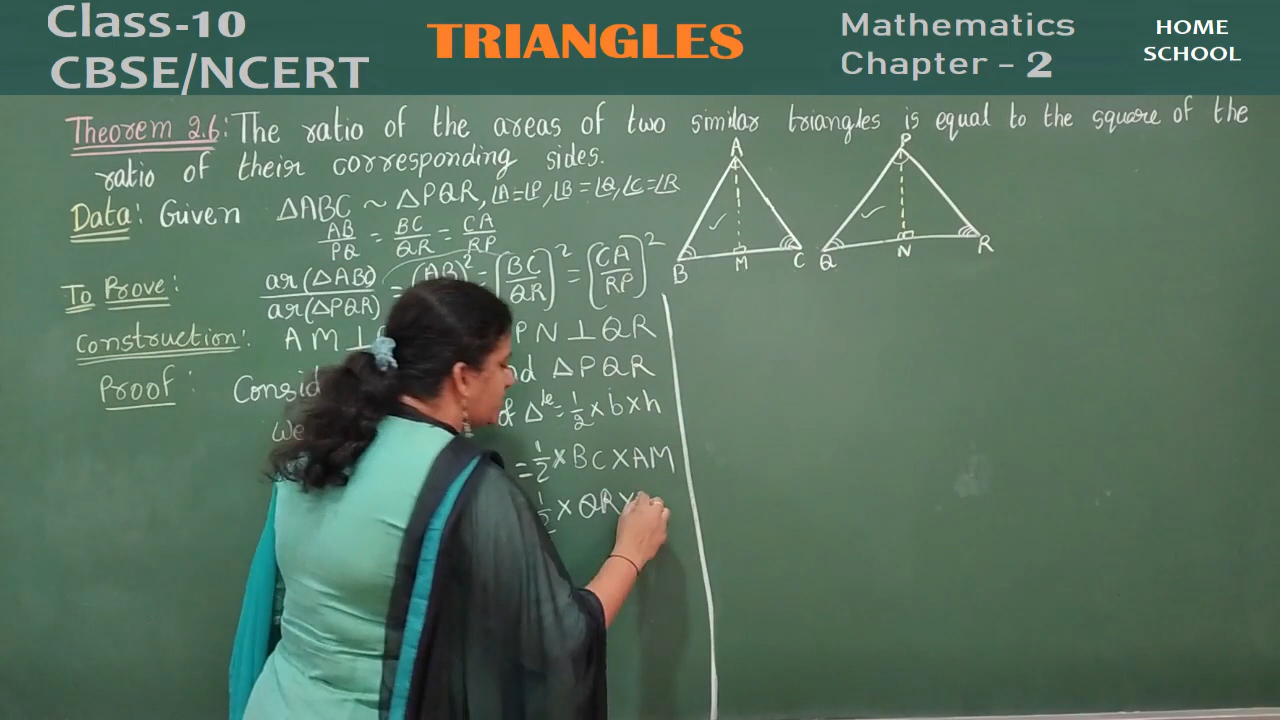 Class-10
CBSE/NCERT
TRIANGLES
Mathematics
Chapter - 2
HOME
SCHOOL
Theorem 2.6: The ratio of the areas of two similar triangles is equal to the square of the
ratio of their corresponding sides.
Data: Given ΔABC ~ ΔPQR, ∠A=∠P, ∠B=∠Q, ∠C=∠R
AB/PQ = BC/QR = CA/RP
To Prove: ar(ΔABC)/ar(ΔPQR) = (AB)² = (BC/QR)² = (CA/RP)²
Construction: AM⊥ PN⊥QR
Proof: ΔPQR
We of Δle = 1/2 × b × h
= 1/2 × BC × AM
1/2 × QR ×
A
B
M
C
P
Q
N
R